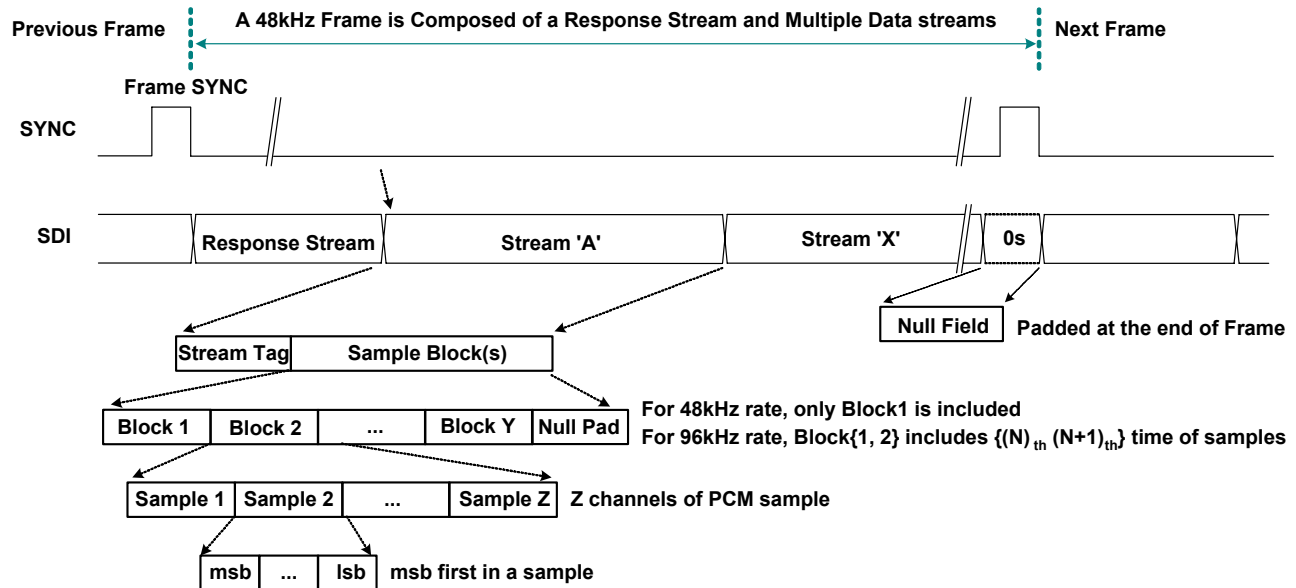 A 48kHz Frame is Composed of a Response Stream and Multiple Data streams
Previous Frame
Next Frame
Frame SYNC
SYNC
SDI
Response Stream
Stream 'A'
Stream 'X'
0s
Null Field
Padded at the end of Frame
Stream Tag
Sample Block(s)
Block 1
Block 2
...
Block Y
Null Pad
For 48kHz rate, only Block1 is included
For 96kHz rate, Block{1, 2} includes {(N)th (N+1)th} time of samples
Sample 1
Sample 2
...
Sample Z
Z channels of PCM sample
msb
...
lsb
msb first in a sample